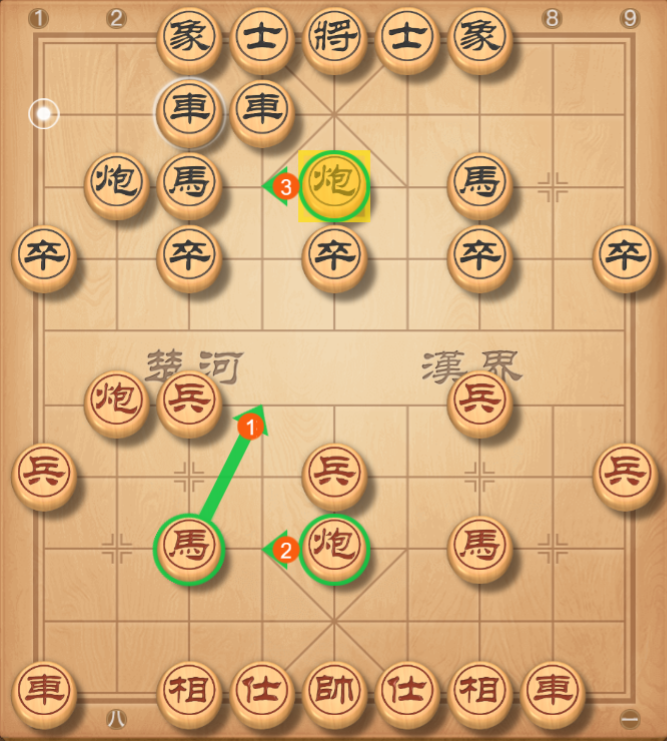 1 2 8 9
象 士 將 士 象
車 車
炮 馬 3 炮 馬
卒 卒 卒 卒 卒
楚河 漢界
炮 兵 1 兵
兵 兵 兵
馬 2 炮 馬
車 相 仕 帥 仕 相 車
八 一